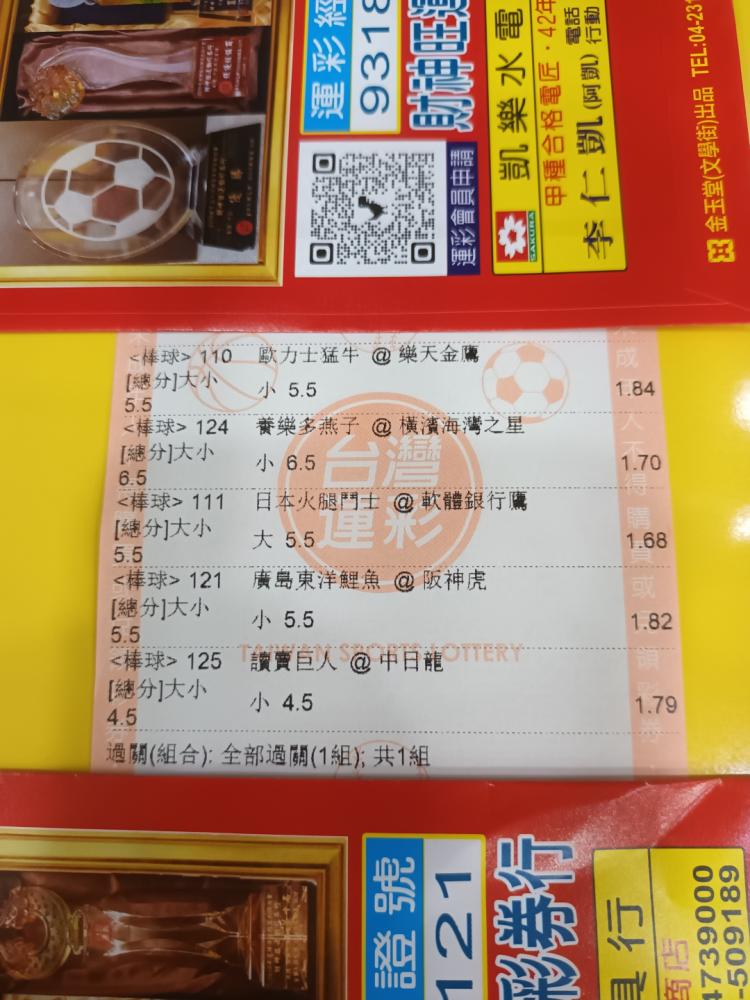 運彩經
9318
財神旺運
凱樂水電
甲種合格電匠·42年
電話
行動
李仁凱(阿凱)
金玉堂(文學街)出品 TEL:04-231
運彩會員申請
SAKURA
<棒球> 110 歐力士猛牛 @ 樂天金鷹
[總分]大小 小 5.5 1.84
5.5
<棒球> 124 養樂多燕子 @ 橫濱海灣之星
[總分]大小 小 6.5 1.70
6.5
<棒球> 111 日本火腿鬥士 @ 軟體銀行鷹
[總分]大小 大 5.5 1.68
5.5
<棒球> 121 廣島東洋鯉魚 @ 阪神虎
[總分]大小 小 5.5 1.82
5.5
<棒球> 125 讀賣巨人 @ 中日龍
[總分]大小 小 4.5 1.79
4.5
過關(組合): 全部過關(1組); 共1組
台灣
運彩
TAIWAN SPORTS LOTTERY
證號
121
彩券行
具行
商店
4739000
-509189